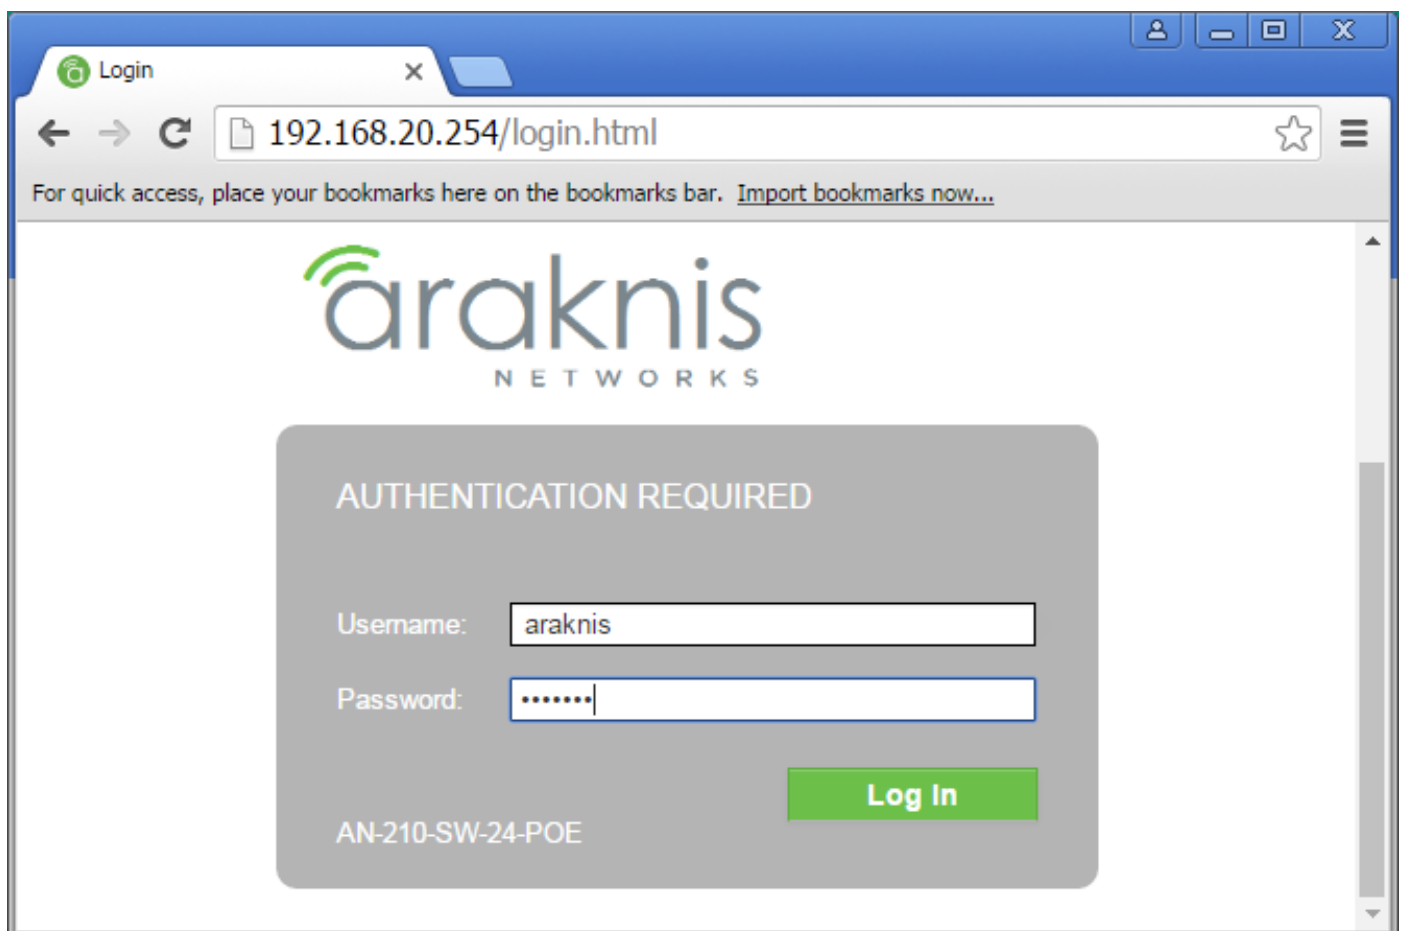 Login
192.168.20.254/login.html
For quick access, place your bookmarks here on the bookmarks bar. Import bookmarks now...
araknis
NETWORKS
AUTHENTICATION REQUIRED
Username: araknis
Password: •••••••
Log In
AN-210-SW-24-POE